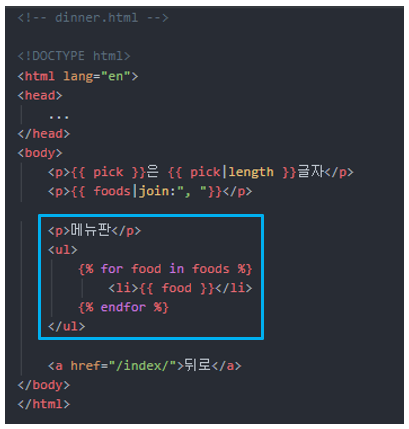 <!-- dinner.html -->
<!DOCTYPE html>
<html lang="en">
<head>
...
</head>
<body>
<p>{{ pick }}은 {{ pick|length }}글자</p>
<p>{{ foods|join:", "}}</p>
<p>메뉴판</p>
<ul>
{% for food in foods %}
<li>{{ food }}</li>
{% endfor %}
</ul>
<a href="/index/">뒤로</a>
</body>
</html>